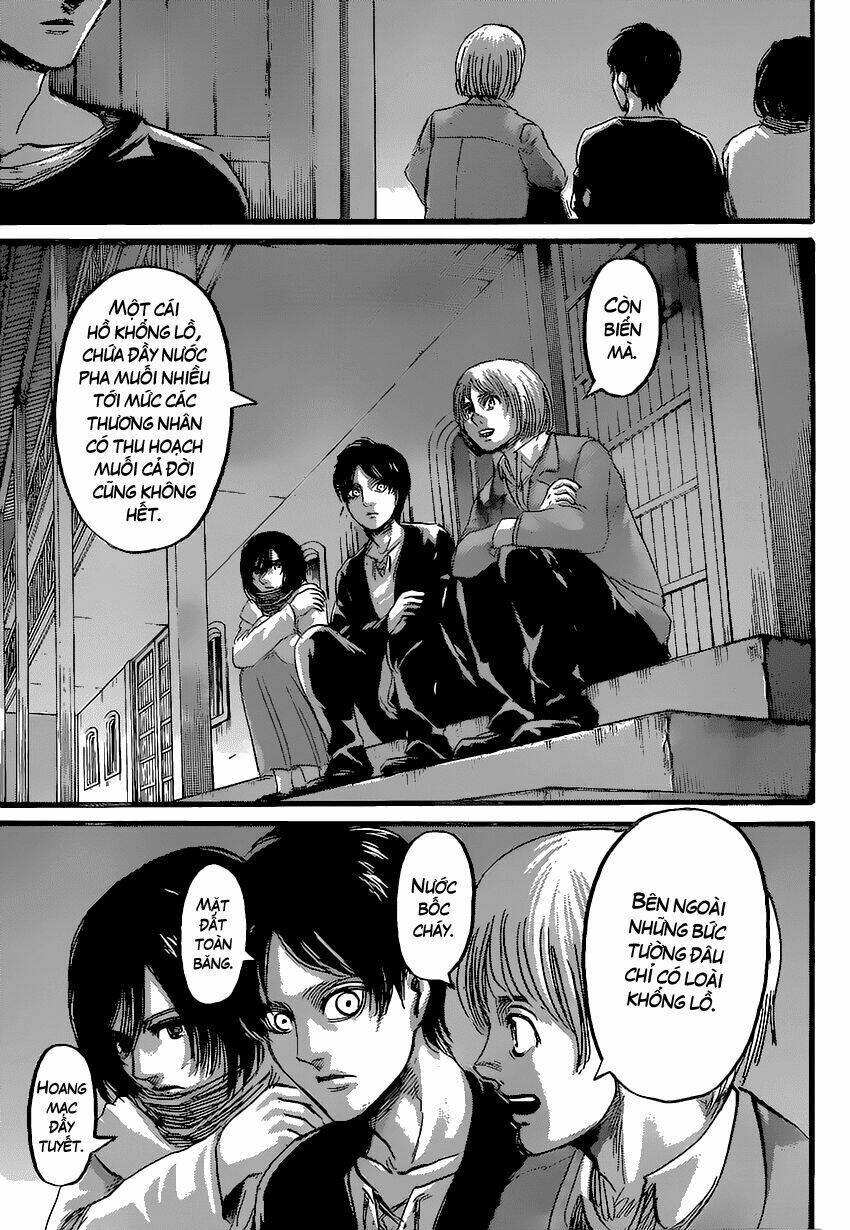 CÒN
BIỂN
MÀ.
MỘT CÁI
HỒ KHỔNG LỒ,
CHỨA ĐẦY NƯỚC
PHA MUỐI NHIỀU
TỚI MỨC CÁC
THƯƠNG NHÂN
CÓ THU HOẠCH
MUỐI CẢ ĐỜI
CŨNG KHÔNG
HẾT.
BÊN NGOÀI
NHỮNG BỨC
TƯỜNG ĐÂU
CHỈ CÓ LOÀI
KHỔNG LỒ.
NƯỚC
BỐC
CHÁY.
MẶT
ĐẤT
TOÀN
BĂNG.
HOANG
MẠC
ĐẦY
TUYẾT.